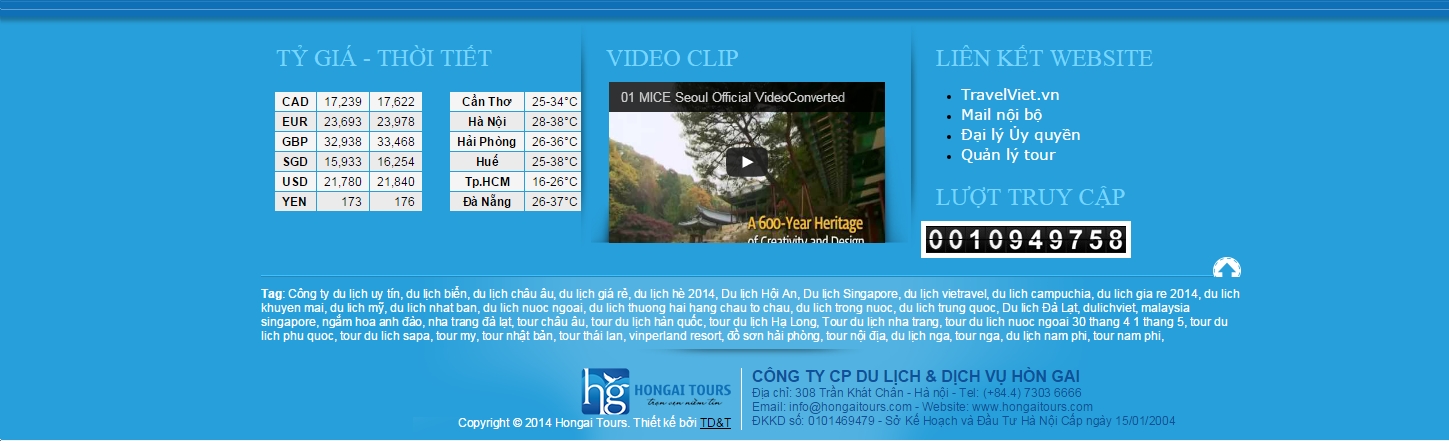 TỶ GIÁ - THỜI TIẾT
CAD 17,239 17,622
EUR 23,693 23,978
GBP 32,938 33,468
SGD 15,933 16,254
USD 21,780 21,840
YEN 173 176
Cần Thơ 25-34°C
Hà Nội 28-38°C
Hải Phòng 26-36°C
Huế 25-38°C
Tp.HCM 16-26°C
Đà Nẵng 26-37°C
VIDEO CLIP
01 MICE Seoul Official VideoConverted
A 600-Year Heritage
of Creativity and Design
LIÊN KẾT WEBSITE
TravelViet.vn
Mail nội bộ
Đại lý Ủy quyền
Quản lý tour
LƯỢT TRUY CẬP
0010949758
Tag: Công ty du lịch uy tín, du lịch biển, du lịch châu âu, du lịch giá rẻ, du lịch hè 2014, Du lịch Hội An, Du lịch Singapore, du lịch vietravel, du lich campuchia, du lich gia re 2014, du lich
khuyen mai, du lich mỹ, du lich nhat ban, du lich nuoc ngoai, du lich thuong hai hang chau to chau, du lich trong nuoc, du lich trung quoc, Du lịch Đà Lạt, dulichviet, malaysia
singapore, ngắm hoa anh đào, nha trang đà lạt, tour châu âu, tour du lịch hàn quốc, tour du lịch Hạ Long, Tour du lịch nha trang, tour du lich nuoc ngoai 30 thang 4 1 thang 5, tour du
lich phu quoc, tour du lich sapa, tour my, tour nhật bản, tour thái lan, vinperland resort, đồ sơn hải phòng, tour nội địa, du lịch nga, tour nga, du lịch nam phi, tour nam phi,
hg HONGAI TOURS
trọn vẹn niềm tin
Copyright © 2014 Hongai Tours. Thiết kế bởi TD&T
CÔNG TY CP DU LỊCH & DỊCH VỤ HÒN GAI
Địa chỉ: 308 Trần Khát Chân - Hà nội - Tel: (+84.4) 7303 6666
Email: info@hongaitours.com - Website: www.hongaitours.com
ĐKKD số: 0101469479 - Sở Kế Hoạch và Đầu Tư Hà Nội Cấp ngày 15/01/2004